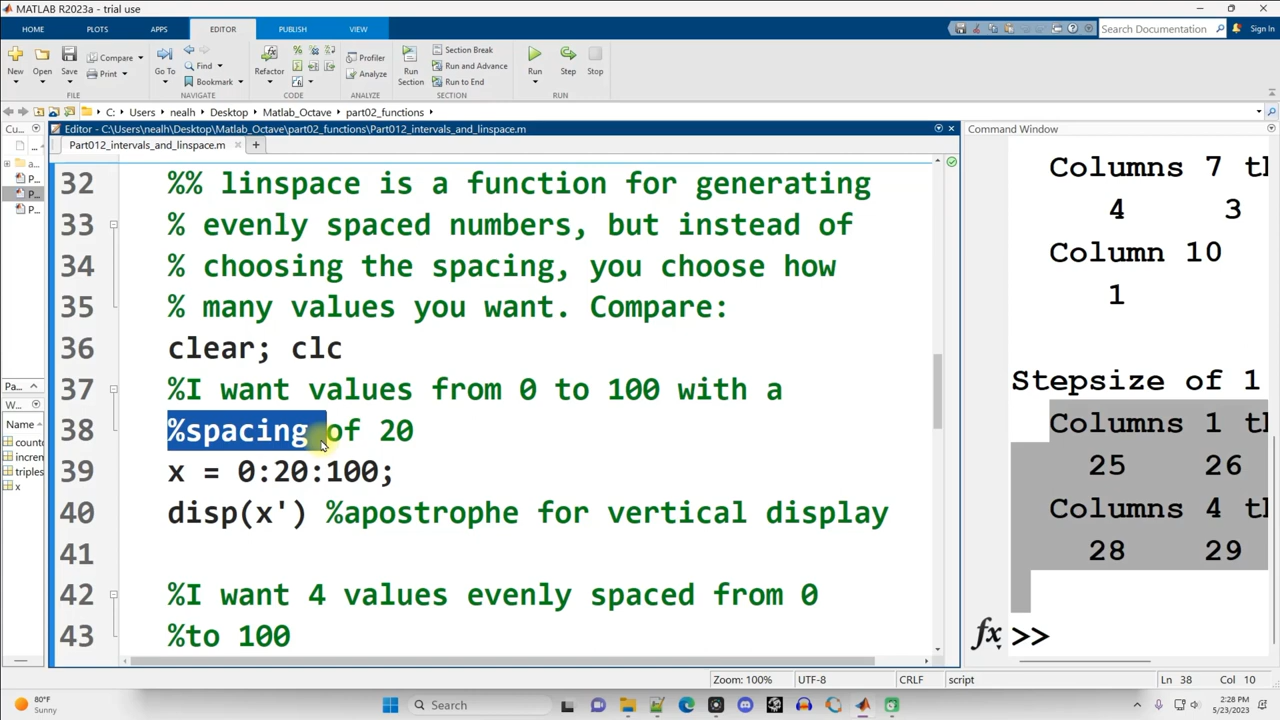 MATLAB R2023a - trial use
HOME PLOTS APPS EDITOR PUBLISH VIEW
Search Documentation
Sign In
New Open Save Compare Print
Go To Find Bookmark
Refactor
Profiler Analyze
Run Section Section Break Run and Advance Run to End
Run Step Stop
FILE NAVIGATE CODE ANALYZE SECTION RUN
C: Users nealh Desktop Matlab_Octave part02_functions
Cu...
Editor - C:\Users\nealh\Desktop\Matlab_Octave\part02_functions\Part012_intervals_and_linspace.m
Command Window
Part012_intervals_and_linspace.m
32 %% linspace is a function for generating
33 % evenly spaced numbers, but instead of
34 % choosing the spacing, you choose how
35 % many values you want. Compare:
36 clear; clc
37 %I want values from 0 to 100 with a
38 %spacing of 20
39 x = 0:20:100;
40 disp(x') %apostrophe for vertical display
41
42 %I want 4 values evenly spaced from 0
43 %to 100
...
a...
P...
P...
P...
Pa...
W...
Name
count
increm
triples
x
Columns 7 th
4 3
Column 10
1
Stepsize of 1
Columns 1 th
25 26
Columns 4 t
28 29
fx >>
Zoom: 100% UTF-8 CRLF script Ln 38 Col 10
80°F
Sunny
Search
2:28 PM
5/23/2023